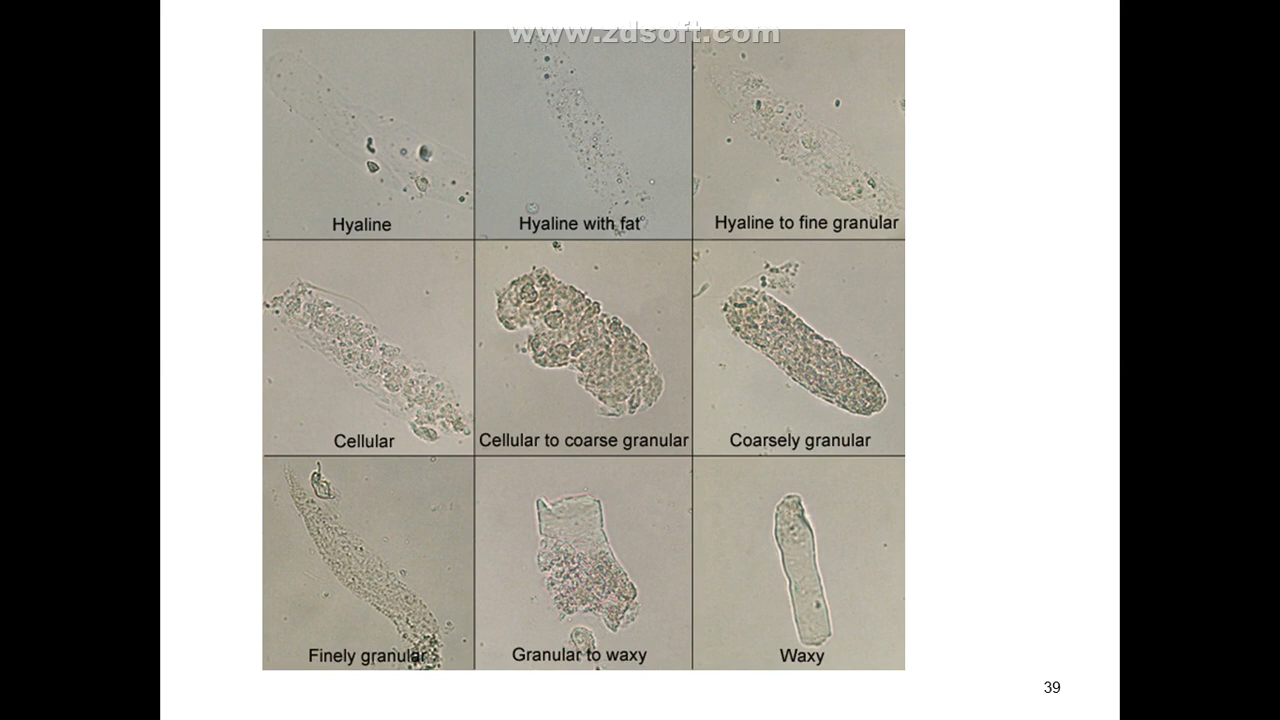 www.zdsoft.com
Hyaline
Hyaline with fat
Hyaline to fine granular
Cellular
Cellular to coarse granular
Coarsely granular
Finely granular
Granular to waxy
Waxy
39